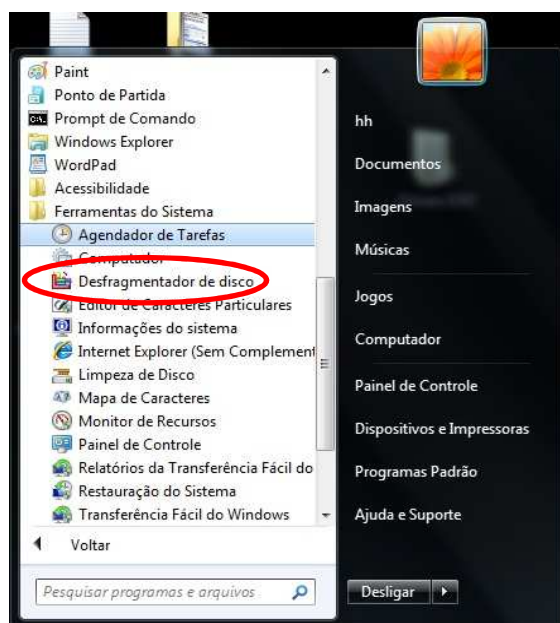 Paint
Ponto de Partida
Prompt de Comando
Windows Explorer
WordPad
Acessibilidade
Ferramentas do Sistema
Agendador de Tarefas
Computador
Desfragmentador de disco
Editor de Caracteres Particulares
Informações do sistema
Internet Explorer (Sem Complement
Limpeza de Disco
Mapa de Caracteres
Monitor de Recursos
Painel de Controle
Relatórios da Transferência Fácil do
Restauração do Sistema
Transferência Fácil do Windows
Voltar
Pesquisar programas e arquivos
hh
Documentos
Imagens
Músicas
Jogos
Computador
Painel de Controle
Dispositivos e Impressoras
Programas Padrão
Ajuda e Suporte
Desligar